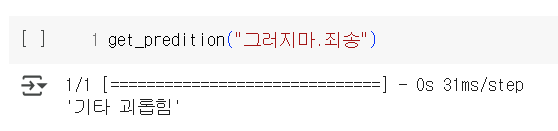 [ ] 1 get_predition("그러지마.죄송")
1/1 [==============================] - 0s 31ms/step
'기타 괴롭힘'